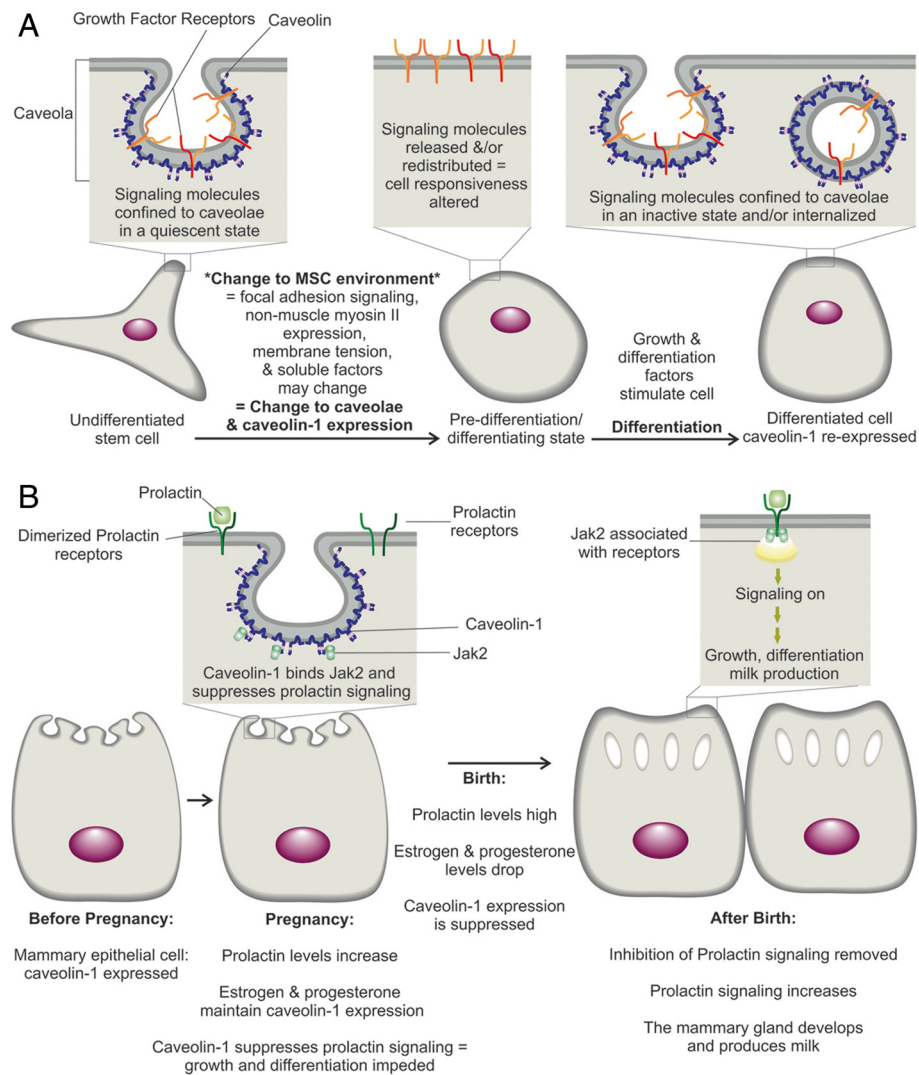 A
Growth Factor Receptors
Caveolin
Caveola
Signaling molecules
confined to caveolae
in a quiescent state
Signaling molecules
released &/or
redistributed =
cell responsiveness
altered
Signaling molecules confined to caveolae
in an inactive state and/or internalized
*Change to MSC environment*
= focal adhesion signaling,
non-muscle myosin II
expression,
membrane tension,
& soluble factors
may change
= Change to caveolae
& caveolin-1 expression
Growth &
differentiation
factors
stimulate cell
Differentiation
Undifferentiated
stem cell
Pre-differentiation/
differentiating state
Differentiated cell
caveolin-1 re-expressed
B
Prolactin
Dimerized Prolactin
receptors
Prolactin
receptors
Caveolin-1
Jak2
Caveolin-1 binds Jak2 and
suppresses prolactin signaling
Jak2 associated
with receptors
Signaling on
Growth, differentiation
milk production
Before Pregnancy:
Mammary epithelial cell:
caveolin-1 expressed
Pregnancy:
Prolactin levels increase
Estrogen & progesterone
maintain caveolin-1 expression
Caveolin-1 suppresses prolactin signaling =
growth and differentiation impeded
Birth:
Prolactin levels high
Estrogen & progesterone
levels drop
Caveolin-1 expression
is suppressed
After Birth:
Inhibition of Prolactin signaling removed
Prolactin signaling increases
The mammary gland develops
and produces milk